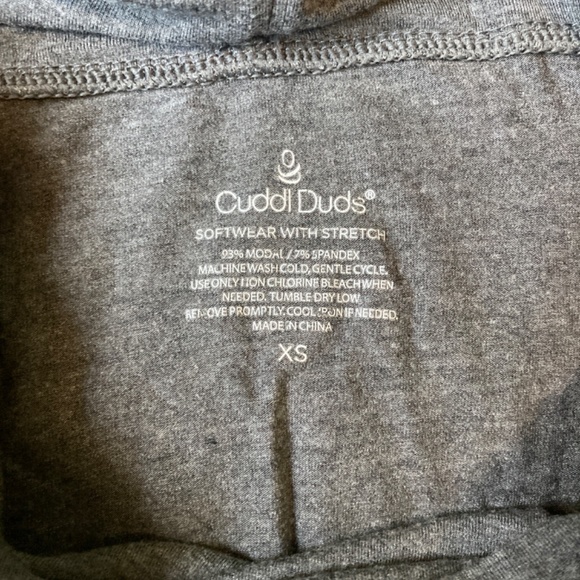 Cuddl Duds®
SOFTWEAR WITH STRETCH
93% MODAL / 7% SPANDEX
MACHINE WASH COLD, GENTLE CYCLE.
USE ONLY NON CHLORINE BLEACH WHEN
NEEDED. TUMBLE DRY LOW.
REMOVE PROMPTLY. COOL IRON IF NEEDED.
MADE IN CHINA
XS